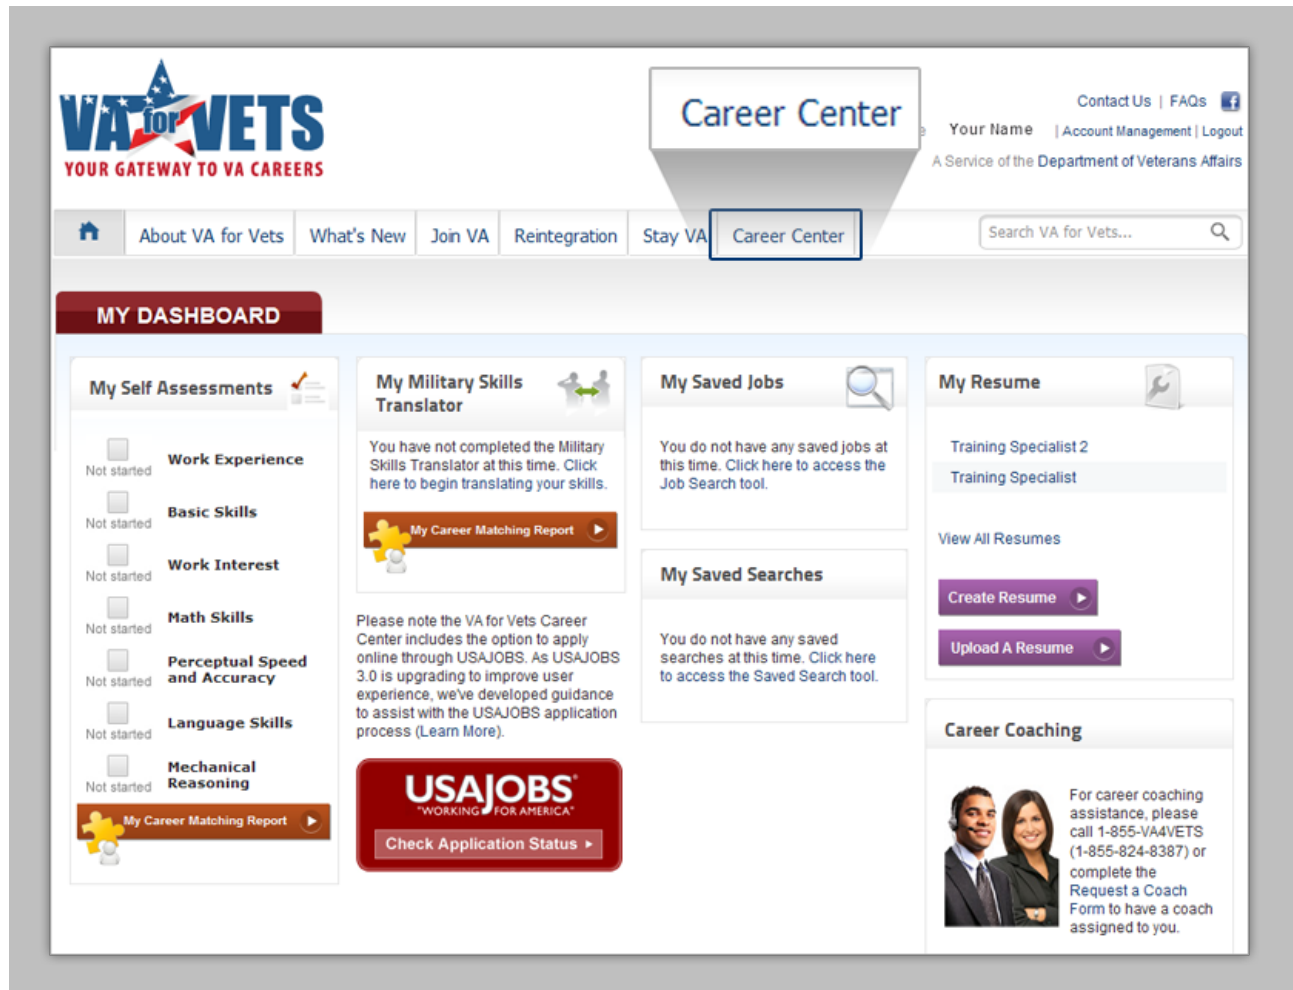 VA for VETS
YOUR GATEWAY TO VA CAREERS
Career Center
Contact Us | FAQs
Your Name | Account Management | Logout
A Service of the Department of Veterans Affairs
About VA for Vets
What's New
Join VA
Reintegration
Stay VA
Career Center
Search VA for Vets...
MY DASHBOARD
My Self Assessments
Not started
Work Experience
Not started
Basic Skills
Not started
Work Interest
Not started
Math Skills
Not started
Perceptual Speed
and Accuracy
Not started
Language Skills
Not started
Mechanical
Reasoning
My Career Matching Report
My Military Skills
Translator
You have not completed the Military
Skills Translator at this time. Click
here to begin translating your skills.
My Career Matching Report
Please note the VA for Vets Career
Center includes the option to apply
online through USAJOBS. As USAJOBS
3.0 is upgrading to improve user
experience, we've developed guidance
to assist with the USAJOBS application
process (Learn More).
USAJOBS
"WORKING FOR AMERICA"
Check Application Status
My Saved Jobs
You do not have any saved jobs at
this time. Click here to access the
Job Search tool.
My Saved Searches
You do not have any saved
searches at this time. Click here
to access the Saved Search tool.
My Resume
Training Specialist 2
Training Specialist
View All Resumes
Create Resume
Upload A Resume
Career Coaching
For career coaching
assistance, please
call 1-855-VA4VETS
(1-855-824-8387) or
complete the
Request a Coach
Form to have a coach
assigned to you.